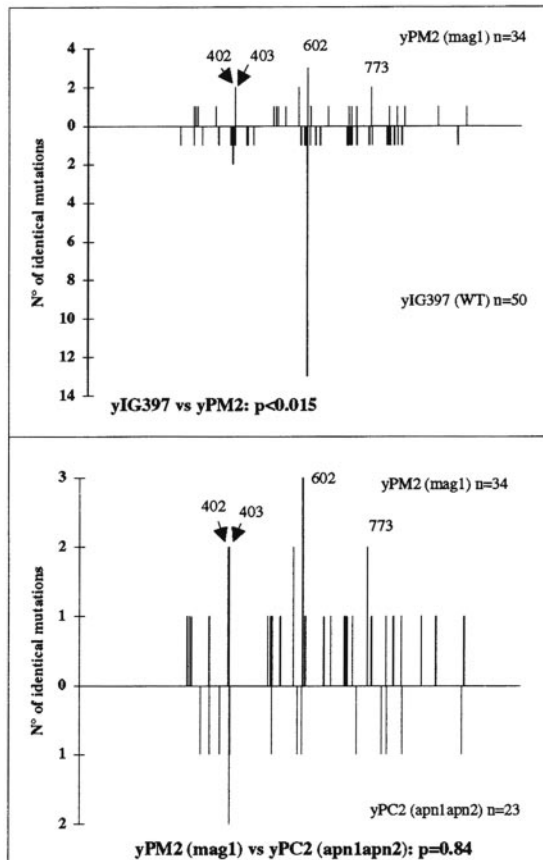 yPM2 (mag1) n=34
4
402 403
602
773
2
0
2
4
6
8
10
12
14
N° of identical mutations
yIG397 (WT) n=50
yIG397 vs yPM2: p<0.015
3
402 403
602
yPM2 (mag1) n=34
773
2
1
0
1
2
N° of identical mutations
yPC2 (apn1apn2) n=23
yPM2 (mag1) vs yPC2 (apn1apn2): p=0.84